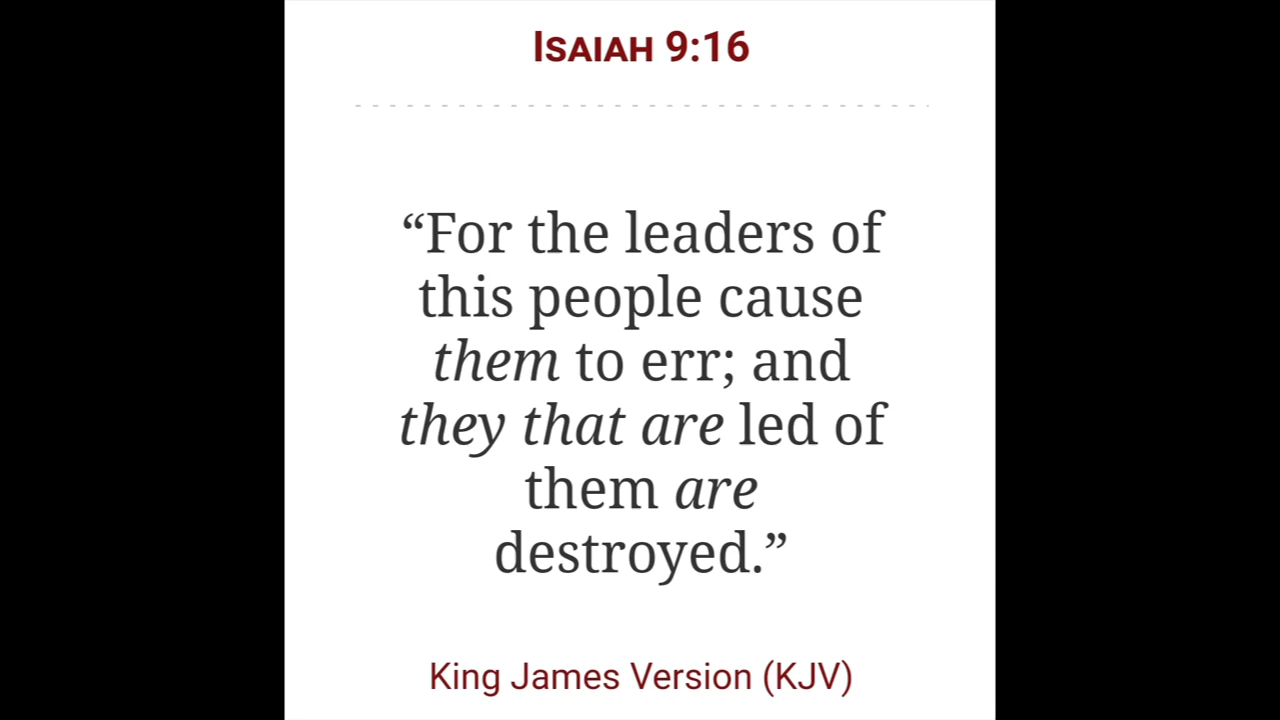 Isaiah 9:16
“For the leaders of
this people cause
them to err; and
they that are led of
them are
destroyed.”
King James Version (KJV)